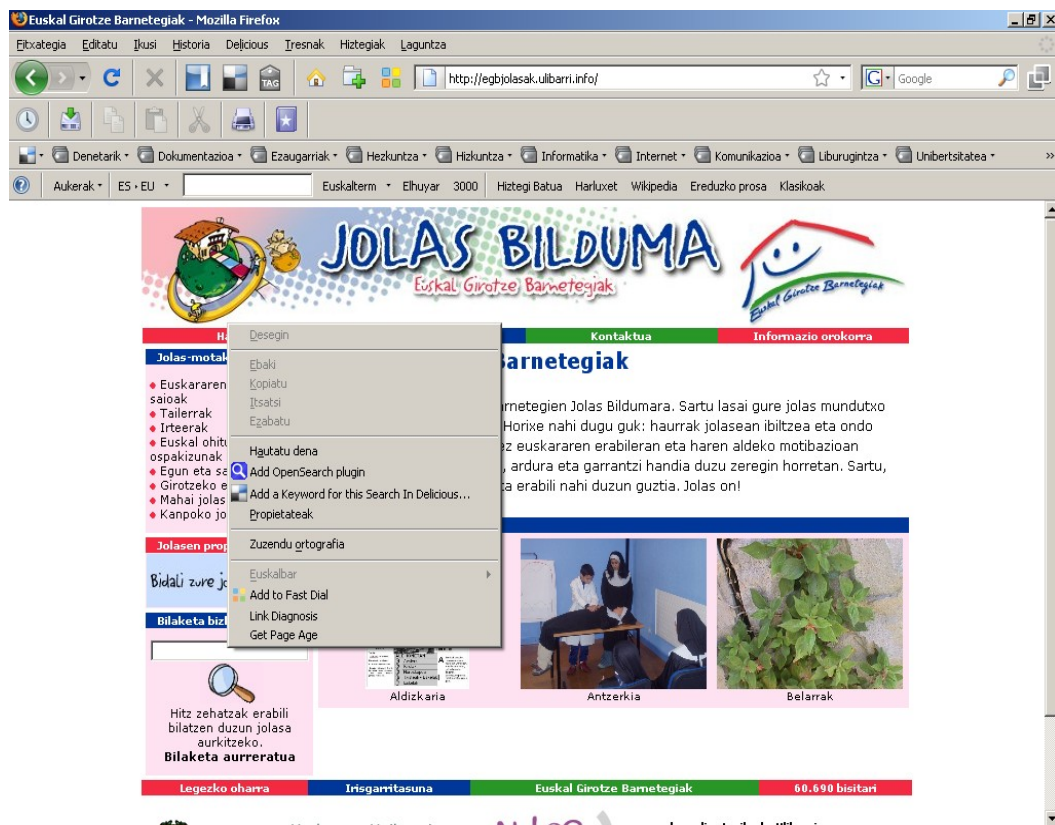 Euskal Girotze Barnetegiak - Mozilla Firefox
Fitxategia Editatu Ikusi Historia Delicious Tresnak Hiztegiak Laguntza
TAG http://egbjolasak.ulibarri.info/ G Google
Denetarik Dokumentazioa Ezaugarriak Hezkuntza Hizkuntza Informatika Internet Komunikazioa Liburugintza Unibertsitatea »
Aukerak ES › EU Euskalterm Elhuyar 3000 Hiztegi Batua Harluxet Wikipedia Ereduzko prosa Klasikoak
JOLAS BILDUMA
Euskal Girotze Barnetegiak
Euskal Girotze Barnetegiak
Kontaktua Informazio orokorra
Jolas-motak
Euskararen
saioak
Tailerrak
Irteerak
Euskal ohitu
ospakizunak
Egun eta sa
Girotzeko e
Mahai jolas
Kanpoko jo
Jolasen prop
Bidali zure jo
Bilaketa biz
Hitz zehatzak erabili
bilatzen duzun jolasa
aurkitzeko.
Bilaketa aurreratua
Desegin
Ebaki
Kopiatu
Itsatsi
Ezabatu
Hautatu dena
Add OpenSearch plugin
Add a Keyword for this Search In Delicious...
Propietateak
Zuzendu ortografia
Euskalbar
Add to Fast Dial
Link Diagnosis
Get Page Age
Barnetegiak
rnetegien Jolas Bildumara. Sartu lasai gure jolas mundutxo
Horixe nahi dugu guk: haurrak jolasean ibiltzea eta ondo
ez euskararen erabileran eta haren aldeko motibazioan
, ardura eta garrantzi handia duzu zeregin horretan. Sartu,
ta erabili nahi duzun guztia. Jolas on!
Aldizkaria Antzerkia Belarrak
Legezko oharra Irisgarritasuna Euskal Girotze Barnetegiak 60.690 bisitari